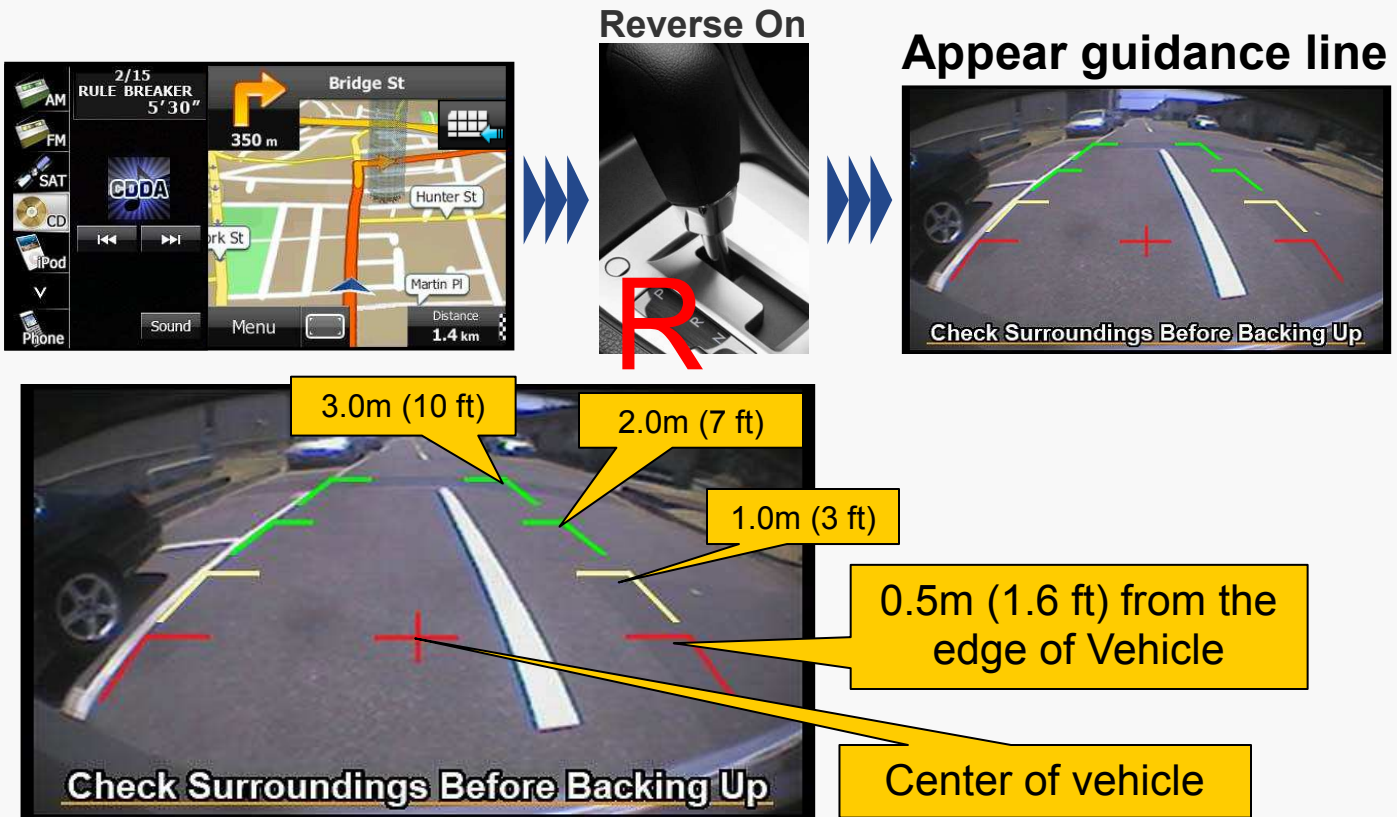 Reverse On
Appear guidance line
AM
FM
SAT
CD
iPod
Phone
2/15
RULE BREAKER
5'30"
CDDA
Sound
Bridge St
350 m
Hunter St
ork St
Martin Pl
Menu
Distance
1.4 km
P
R
N
R
Check Surroundings Before Backing Up
3.0m (10 ft)
2.0m (7 ft)
1.0m (3 ft)
0.5m (1.6 ft) from the
edge of Vehicle
Center of vehicle
Check Surroundings Before Backing Up